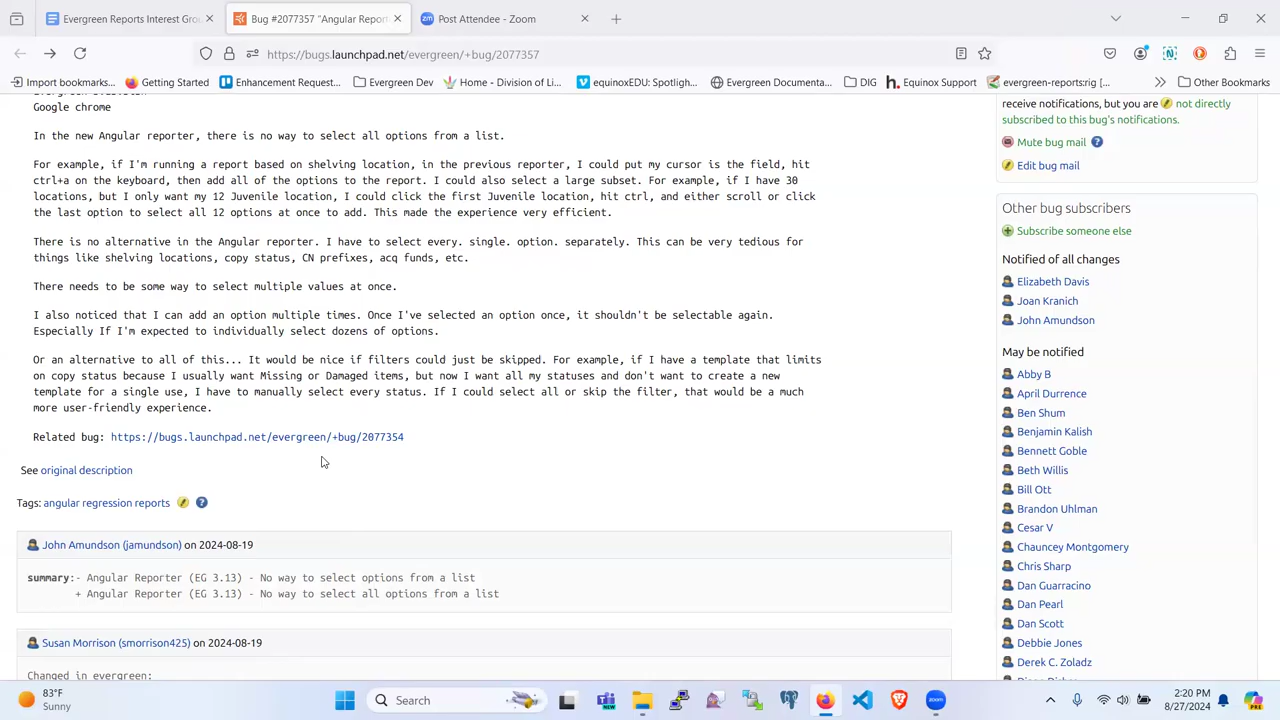 Evergreen Reports Interest Grou
Bug #2077357 "Angular Report
Post Attendee - Zoom
https://bugs.launchpad.net/evergreen/+bug/2077357
Import bookmarks...
Getting Started
Enhancement Request...
Evergreen Dev
Home - Division of Li...
equinoxEDU: Spotligh...
Evergreen Documenta...
DIG
Equinox Support
evergreen-reports:rig [...
Other Bookmarks
Google chrome
In the new Angular reporter, there is no way to select all options from a list.
For example, if I'm running a report based on shelving location, in the previous reporter, I could put my cursor is the field, hit
ctrl+a on the keyboard, then add all of the options to the report. I could also select a large subset. For example, if I have 30
locations, but I only want my 12 Juvenile location, I could click the first Juvenile location, hit ctrl, and either scroll or click
the last option to select all 12 options at once to add. This made the experience very efficient.
There is no alternative in the Angular reporter. I have to select every. single. option. separately. This can be very tedious for
things like shelving locations, copy status, CN prefixes, acq funds, etc.
There needs to be some way to select multiple values at once.
I also noticed that I can add an option multiple times. Once I've selected an option once, it shouldn't be selectable again.
Especially If I'm expected to individually select dozens of options.
Or an alternative to all of this... It would be nice if filters could just be skipped. For example, if I have a template that limits
on copy status because I usually want Missing or Damaged items, but now I want all my statuses and don't want to create a new
template for a single use, I have to manually select every status. If I could select all or skip the filter, that would be a much
more user-friendly experience.
Related bug: https://bugs.launchpad.net/evergreen/+bug/2077354
See original description
Tags: angular regression reports
John Amundson (jamundson) on 2024-08-19
summary:- Angular Reporter (EG 3.13) - No way to select options from a list
+ Angular Reporter (EG 3.13) - No way to select all options from a list
Susan Morrison (smorrison425) on 2024-08-19
Changed in evergreen:
receive notifications, but you are not directly
subscribed to this bug's notifications.
Mute bug mail
Edit bug mail
Other bug subscribers
Subscribe someone else
Notified of all changes
Elizabeth Davis
Joan Kranich
John Amundson
May be notified
Abby B
April Durrence
Ben Shum
Benjamin Kalish
Bennett Goble
Beth Willis
Bill Ott
Brandon Uhlman
Cesar V
Chauncey Montgomery
Chris Sharp
Dan Guarracino
Dan Pearl
Dan Scott
Debbie Jones
Derek C. Zoladz
83°F
Sunny
Search
2:20 PM
8/27/2024